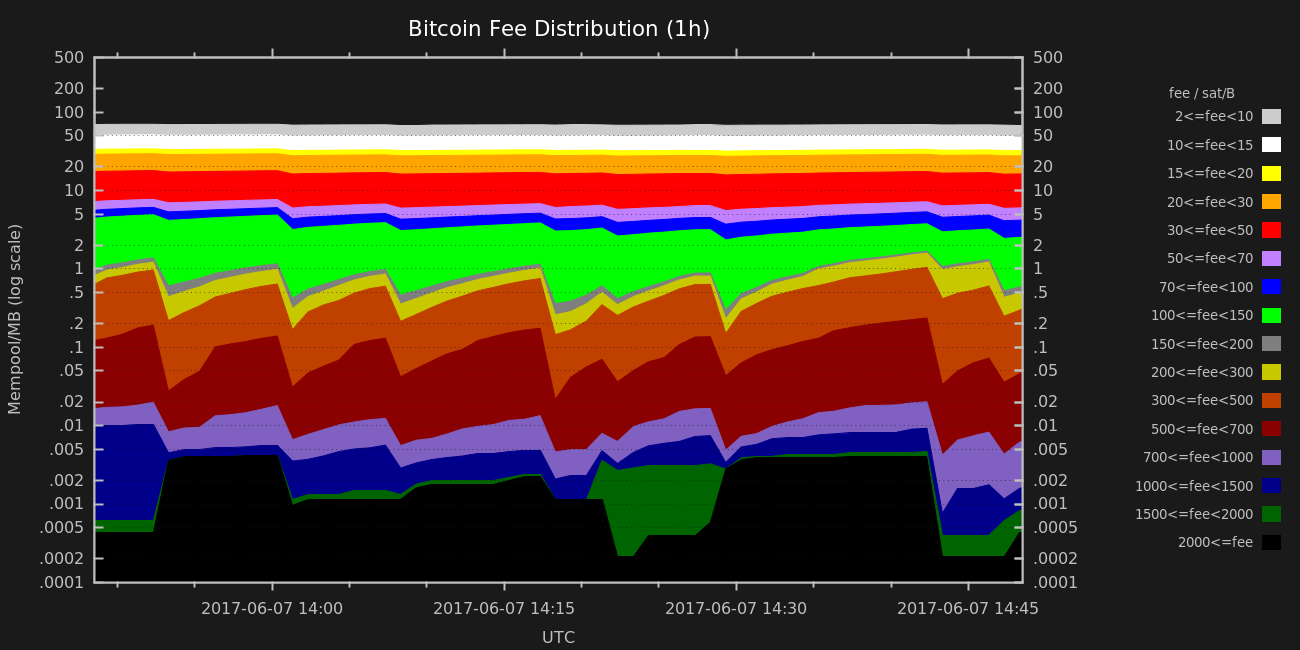 Bitcoin Fee Distribution (1h)
Mempool/MB (log scale)
500 500
200 200
100 100
50 50
20 20
10 10
5 5
2 2
1 1
.5 .5
.2 .2
.1 .1
.05 .05
.02 .02
.01 .01
.005 .005
.002 .002
.001 .001
.0005 .0005
.0002 .0002
.0001 .0001
fee / sat/B
2<=fee<10
10<=fee<15
15<=fee<20
20<=fee<30
30<=fee<50
50<=fee<70
70<=fee<100
100<=fee<150
150<=fee<200
200<=fee<300
300<=fee<500
500<=fee<700
700<=fee<1000
1000<=fee<1500
1500<=fee<2000
2000<=fee
2017-06-07 14:00 2017-06-07 14:15 2017-06-07 14:30 2017-06-07 14:45
UTC